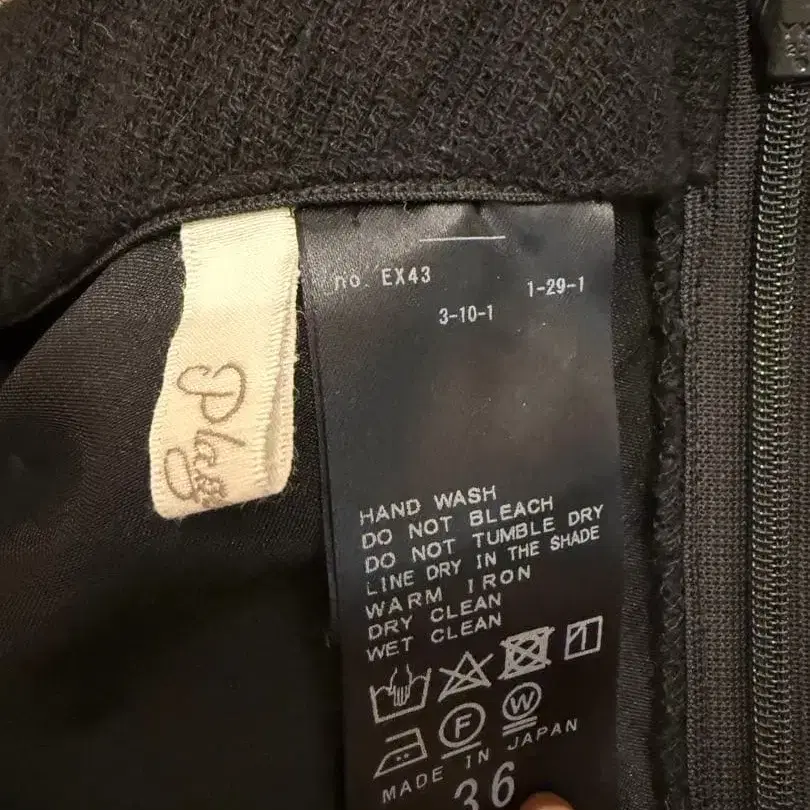 no. EX43
1-29-1
3-10-1
HAND WASH
DO NOT BLEACH
DO NOT TUMBLE DRY
LINE DRY IN THE SHADE
WARM IRON
DRY CLEAN
WET CLEAN
F
W
MADE IN JAPAN
36